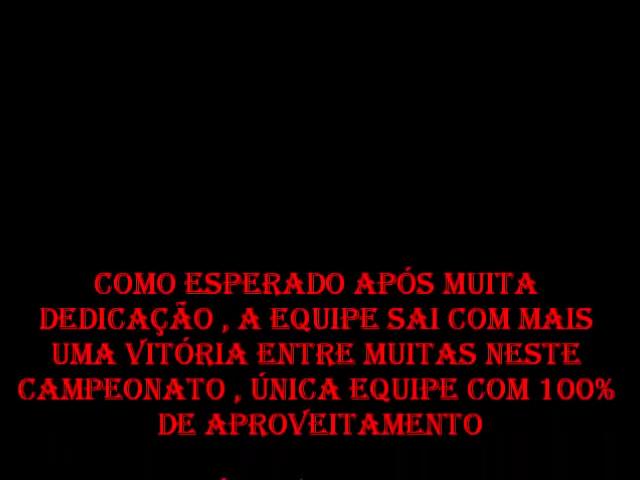 COMO ESPERADO APÓS MUITA
DEDICAÇÃO , A EQUIPE SAI COM MAIS
UMA VITÓRIA ENTRE MUITAS NESTE
CAMPEONATO , ÚNICA EQUIPE COM 100%
DE APROVEITAMENTO